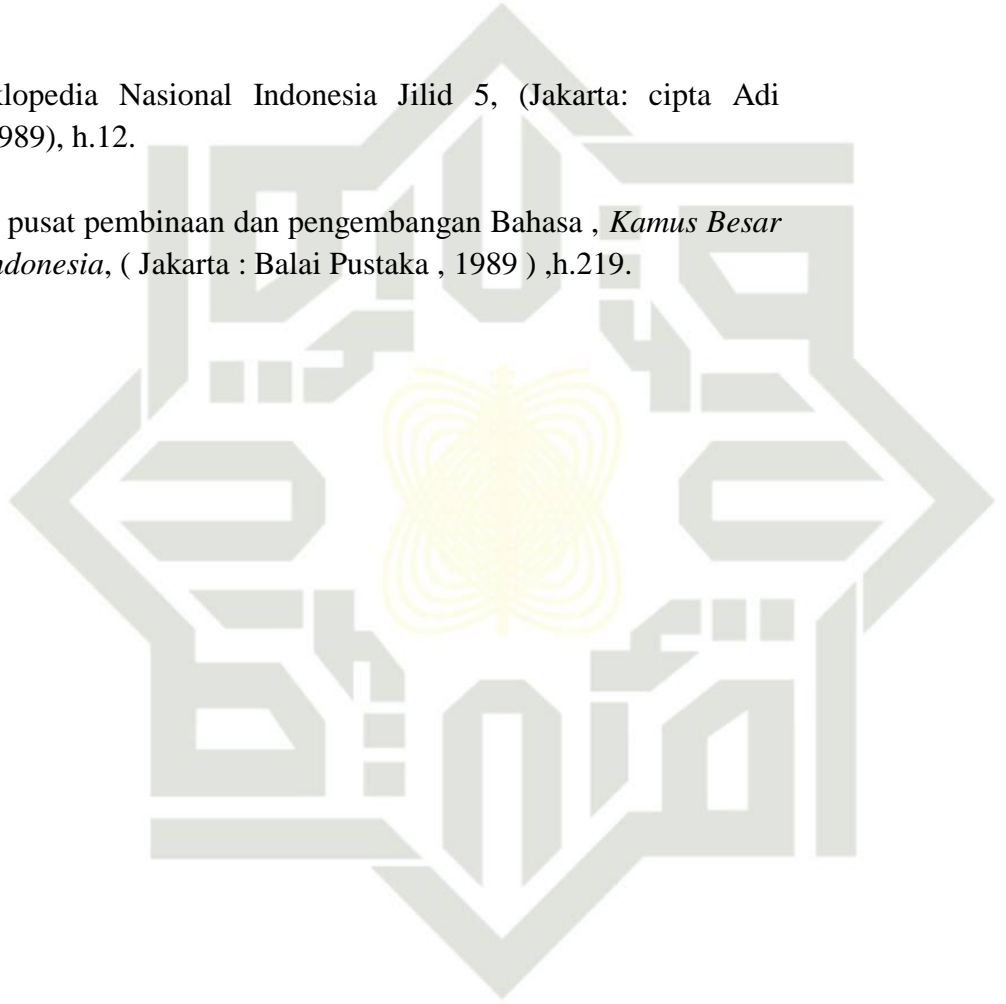 klopedia Nasional Indonesia Jilid 5, (Jakarta: cipta Adi
989), h.12.
pusat pembinaan dan pengembangan Bahasa , Kamus Besar
ndonesia, ( Jakarta : Balai Pustaka , 1989 ) ,h.219.